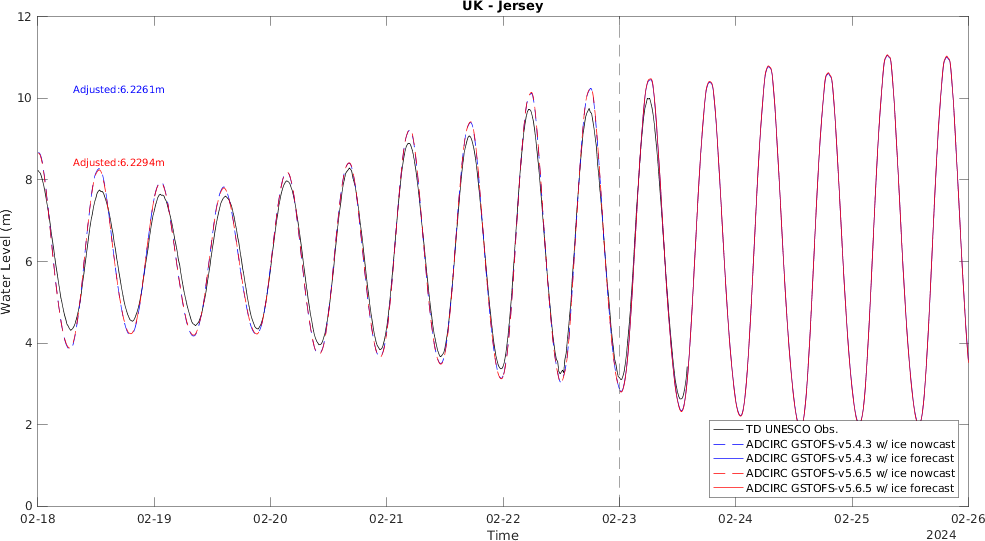 UK - Jersey
12
10
8
6
4
2
0
Water Level (m)
Adjusted:6.2261m
Adjusted:6.2294m
TD UNESCO Obs.
ADCIRC GSTOFS-v5.4.3 w/ ice nowcast
ADCIRC GSTOFS-v5.4.3 w/ ice forecast
ADCIRC GSTOFS-v5.6.5 w/ ice nowcast
ADCIRC GSTOFS-v5.6.5 w/ ice forecast
02-18 02-19 02-20 02-21 02-22 02-23 02-24 02-25 02-26
Time
2024